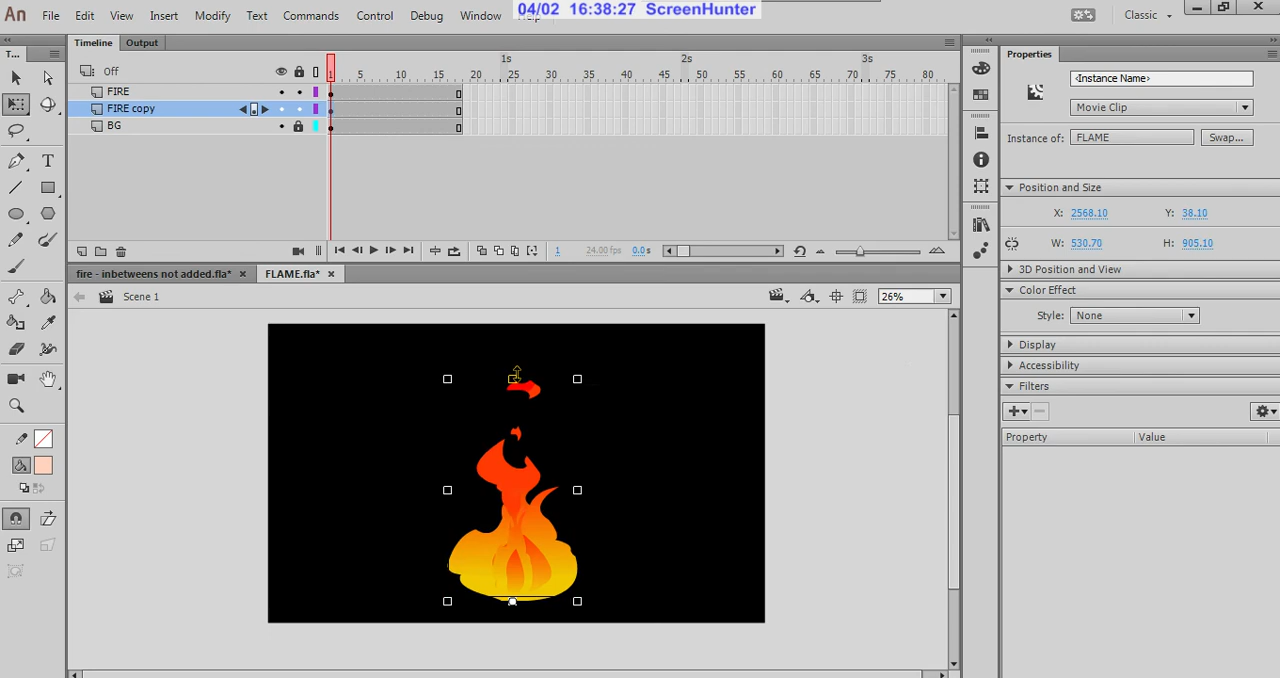 04/02 16:38:27 ScreenHunter
An File Edit View Insert Modify Text Commands Control Debug Window Help Classic
T... Timeline Output
Properties
Off
1s 2s 3s
1 5 10 15 20 25 30 35 40 45 50 55 60 65 70 75 80
FIRE
FIRE copy
BG
<Instance Name>
Movie Clip
Instance of: FLAME Swap...
Position and Size
X: 2568.10 Y: 38.10
W: 530.70 H: 905.10
1 24.00 fps 0.0 s
fire - inbetweens not added.fla* × FLAME.fla* ×
3D Position and View
Color Effect
Scene 1
26%
Style: None
Display
Accessibility
Filters
Property Value
T